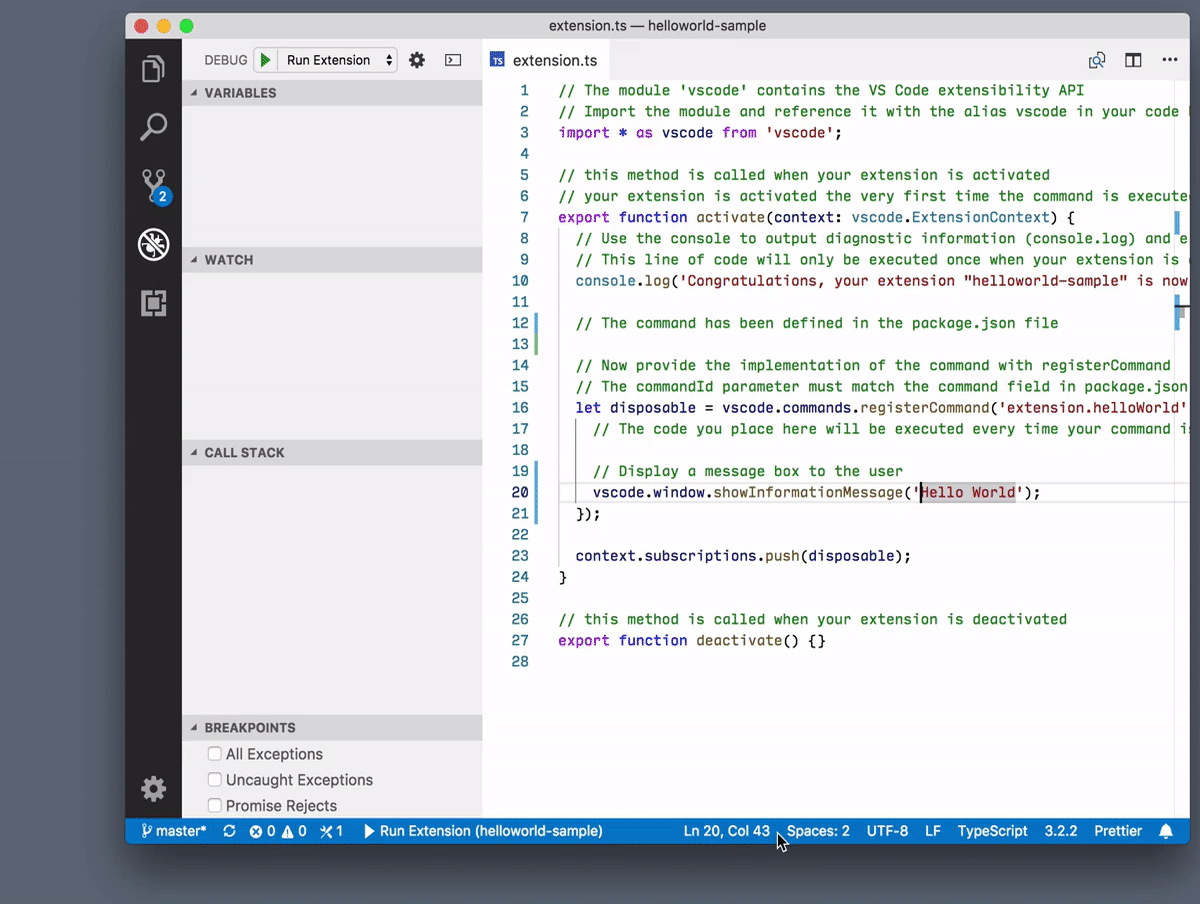 extension.ts — helloworld-sample
DEBUG Run Extension
TS extension.ts
VARIABLES
WATCH
CALL STACK
BREAKPOINTS
All Exceptions
Uncaught Exceptions
Promise Rejects
2
1 // The module 'vscode' contains the VS Code extensibility API
2 // Import the module and reference it with the alias vscode in your code
3 import * as vscode from 'vscode';
4
5 // this method is called when your extension is activated
6 // your extension is activated the very first time the command is execute
7 export function activate(context: vscode.ExtensionContext) {
8 // Use the console to output diagnostic information (console.log) and e
9 // This line of code will only be executed once when your extension is
10 console.log('Congratulations, your extension "helloworld-sample" is now
11
12 // The command has been defined in the package.json file
13
14 // Now provide the implementation of the command with registerCommand
15 // The commandId parameter must match the command field in package.json
16 let disposable = vscode.commands.registerCommand('extension.helloWorld'
17 // The code you place here will be executed every time your command i
18
19 // Display a message box to the user
20 vscode.window.showInformationMessage('Hello World');
21 });
22
23 context.subscriptions.push(disposable);
24 }
25
26 // this method is called when your extension is deactivated
27 export function deactivate() {}
28
master* 0 0 1 Run Extension (helloworld-sample) Ln 20, Col 43 Spaces: 2 UTF-8 LF TypeScript 3.2.2 Prettier